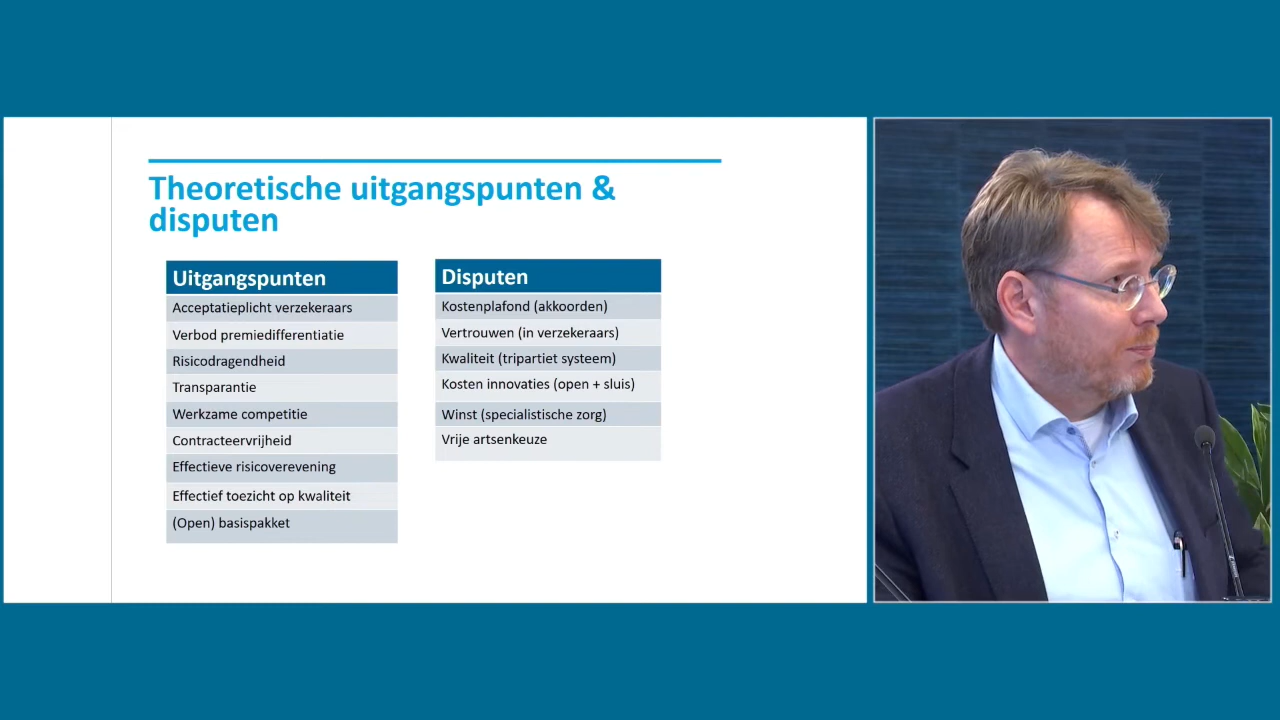 Theoretische uitgangspunten &
disputen
Uitgangspunten
Acceptatieplicht verzekeraars
Verbod premiedifferentiatie
Risicodragendheid
Transparantie
Werkzame competitie
Contracteervrijheid
Effectieve risicoverevening
Effectief toezicht op kwaliteit
(Open) basispakket
Disputen
Kostenplafond (akkoorden)
Vertrouwen (in verzekeraars)
Kwaliteit (tripartiet systeem)
Kosten innovaties (open + sluis)
Winst (specialistische zorg)
Vrije artsenkeuze